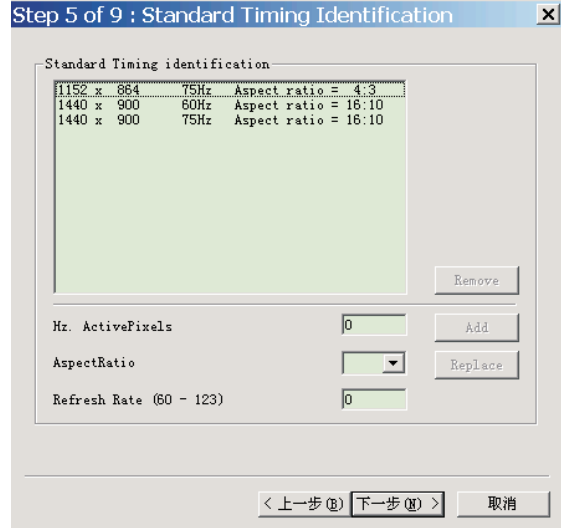 Step 5 of 9 : Standard Timing Identification
Standard Timing identification
1152 x 864 75Hz Aspect ratio = 4:3
1440 x 900 60Hz Aspect ratio = 16:10
1440 x 900 75Hz Aspect ratio = 16:10
Remove
Hz. ActivePixels 0 Add
AspectRatio Replace
Refresh Rate (60 - 123) 0
< 上一步(B) 下一步(N) > 取消